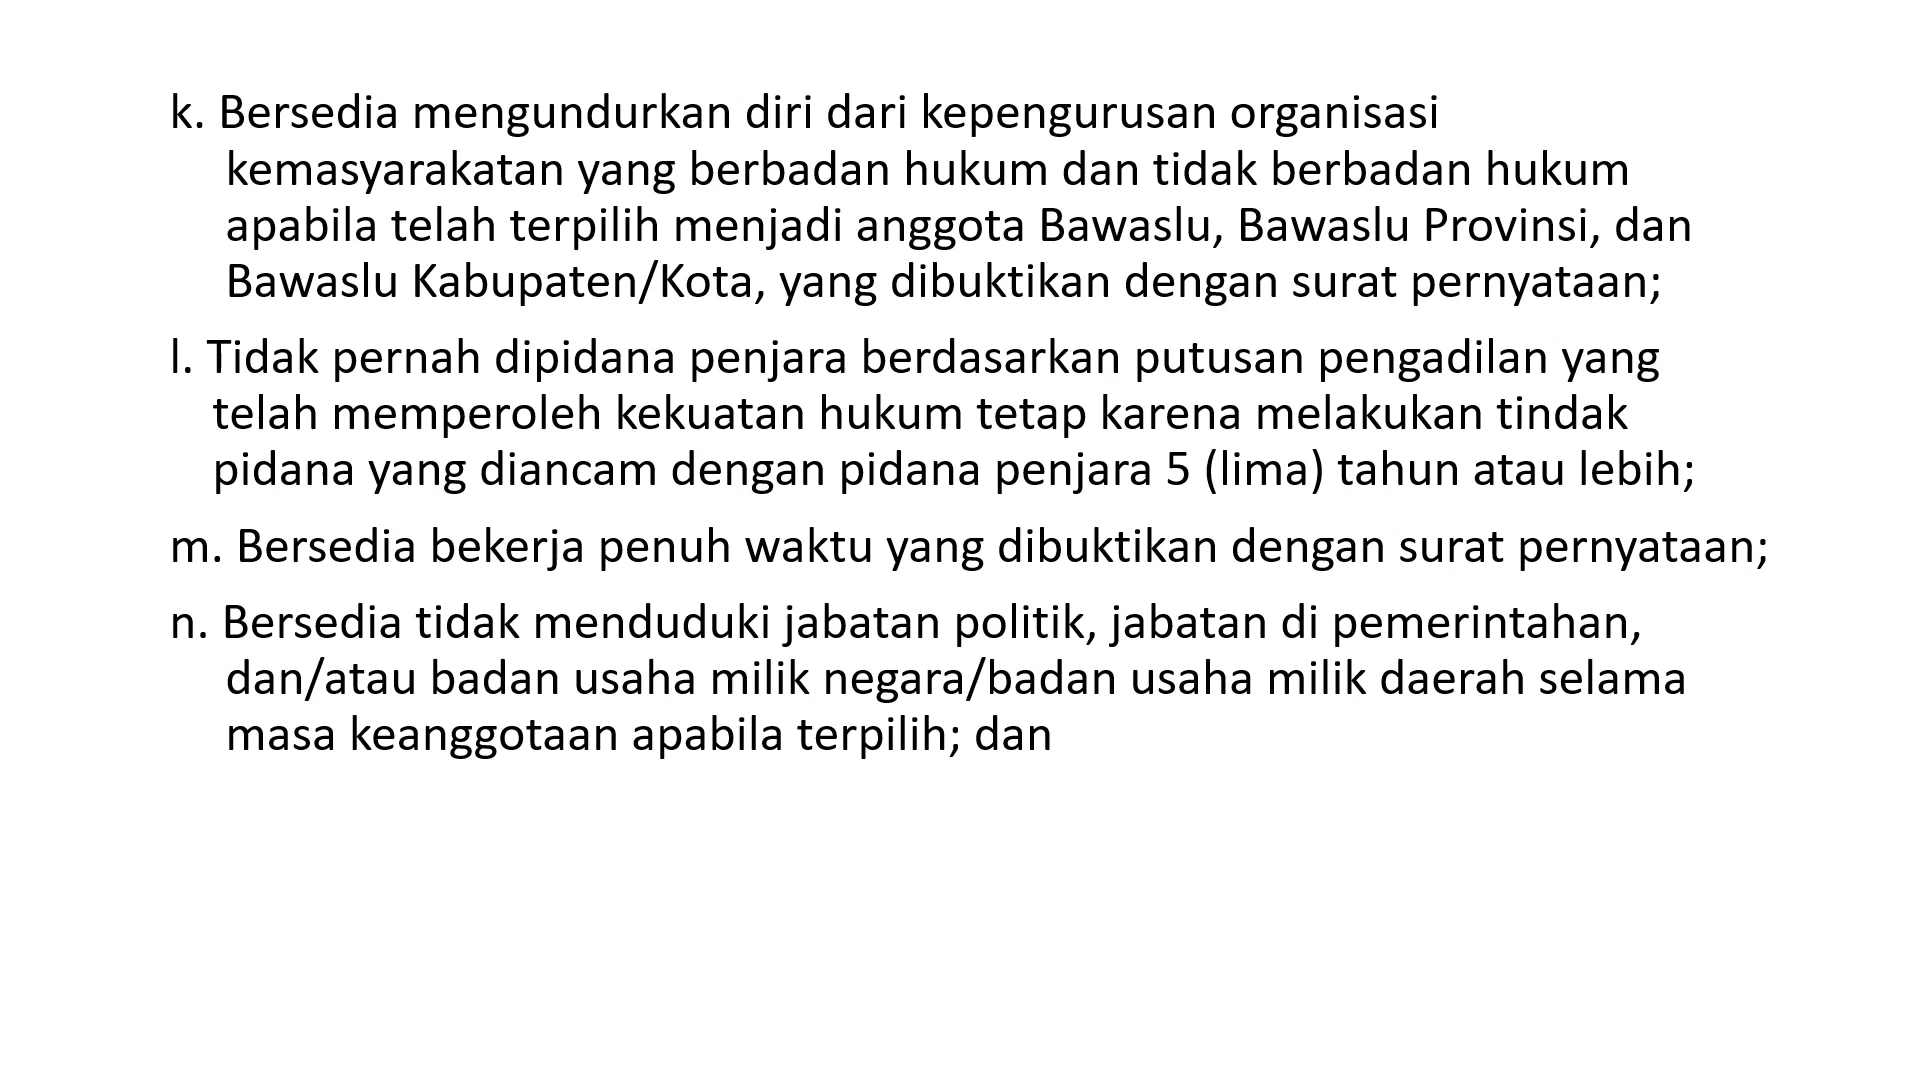 k. Bersedia mengundurkan diri dari kepengurusan organisasi
kemasyarakatan yang berbadan hukum dan tidak berbadan hukum
apabila telah terpilih menjadi anggota Bawaslu, Bawaslu Provinsi, dan
Bawaslu Kabupaten/Kota, yang dibuktikan dengan surat pernyataan;
l. Tidak pernah dipidana penjara berdasarkan putusan pengadilan yang
telah memperoleh kekuatan hukum tetap karena melakukan tindak
pidana yang diancam dengan pidana penjara 5 (lima) tahun atau lebih;
m. Bersedia bekerja penuh waktu yang dibuktikan dengan surat pernyataan;
n. Bersedia tidak menduduki jabatan politik, jabatan di pemerintahan,
dan/atau badan usaha milik negara/badan usaha milik daerah selama
masa keanggotaan apabila terpilih; dan